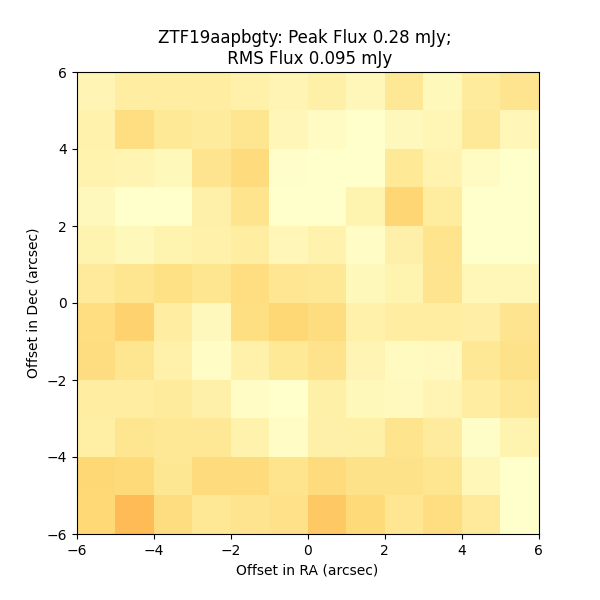 ZTF19aapbgty: Peak Flux 0.28 mJy;
RMS Flux 0.095 mJy
6
4
2
0
−2
−4
−6
Offset in Dec (arcsec)
−6 −4 −2 0 2 4 6
Offset in RA (arcsec)